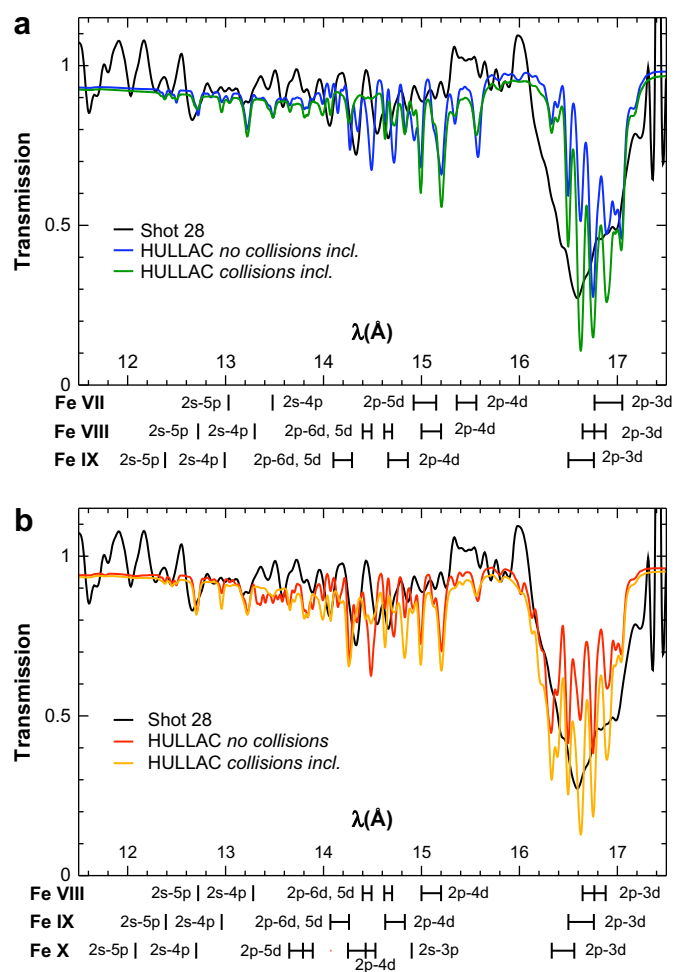 a
1
0.5
0
Transmission
Shot 28
HULLAC no collisions incl.
HULLAC collisions incl.
λ(Å)
12 13 14 15 16 17
Fe VII 2s-5p 2s-4p 2p-5d 2p-4d 2p-3d
Fe VIII 2s-5p 2s-4p 2p-6d, 5d 2p-4d 2p-3d
Fe IX 2s-5p 2s-4p 2p-6d, 5d 2p-4d 2p-3d
b
1
0.5
0
Transmission
Shot 28
HULLAC no collisions
HULLAC collisions incl.
λ(Å)
12 13 14 15 16 17
Fe VIII 2s-5p 2s-4p 2p-6d, 5d 2p-4d 2p-3d
Fe IX 2s-5p 2s-4p 2p-6d, 5d 2p-4d 2p-3d
Fe X 2s-5p 2s-4p 2p-5d 2p-4d 2s-3p 2p-3d